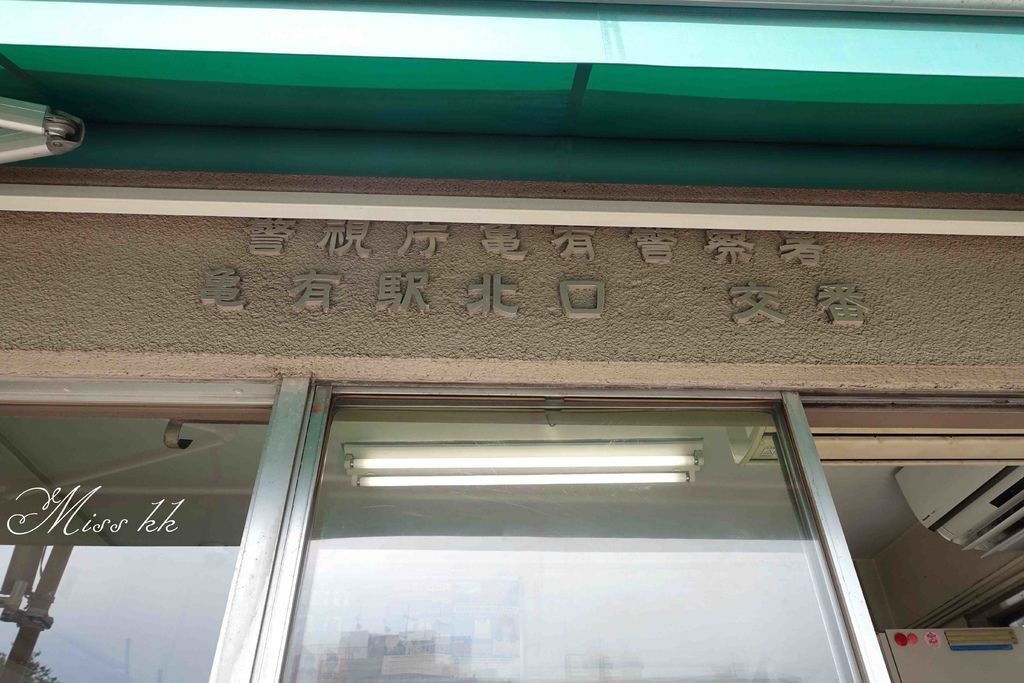 警視庁亀有警察署
亀有駅北口 交番
Miss kk